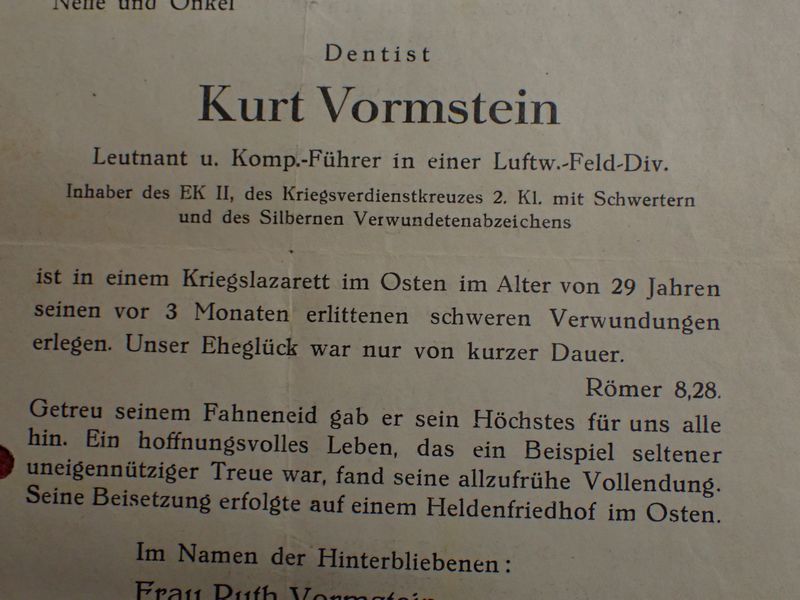 Neffe und Onkel
Dentist
Kurt Vormstein
Leutnant u. Komp.-Führer in einer Luftw.-Feld-Div.
Inhaber des EK II, des Kriegsverdienstkreuzes 2. Kl. mit Schwertern
und des Silbernen Verwundetenabzeichens
ist in einem Kriegslazarett im Osten im Alter von 29 Jahren
seinen vor 3 Monaten erlittenen schweren Verwundungen
erlegen. Unser Eheglück war nur von kurzer Dauer.
Römer 8,28.
Getreu seinem Fahneneid gab er sein Höchstes für uns alle
hin. Ein hoffnungsvolles Leben, das ein Beispiel seltener
uneigennütziger Treue war, fand seine allzufrühe Vollendung.
Seine Beisetzung erfolgte auf einem Heldenfriedhof im Osten.
Im Namen der Hinterbliebenen:
Frau Ruth Vormstein